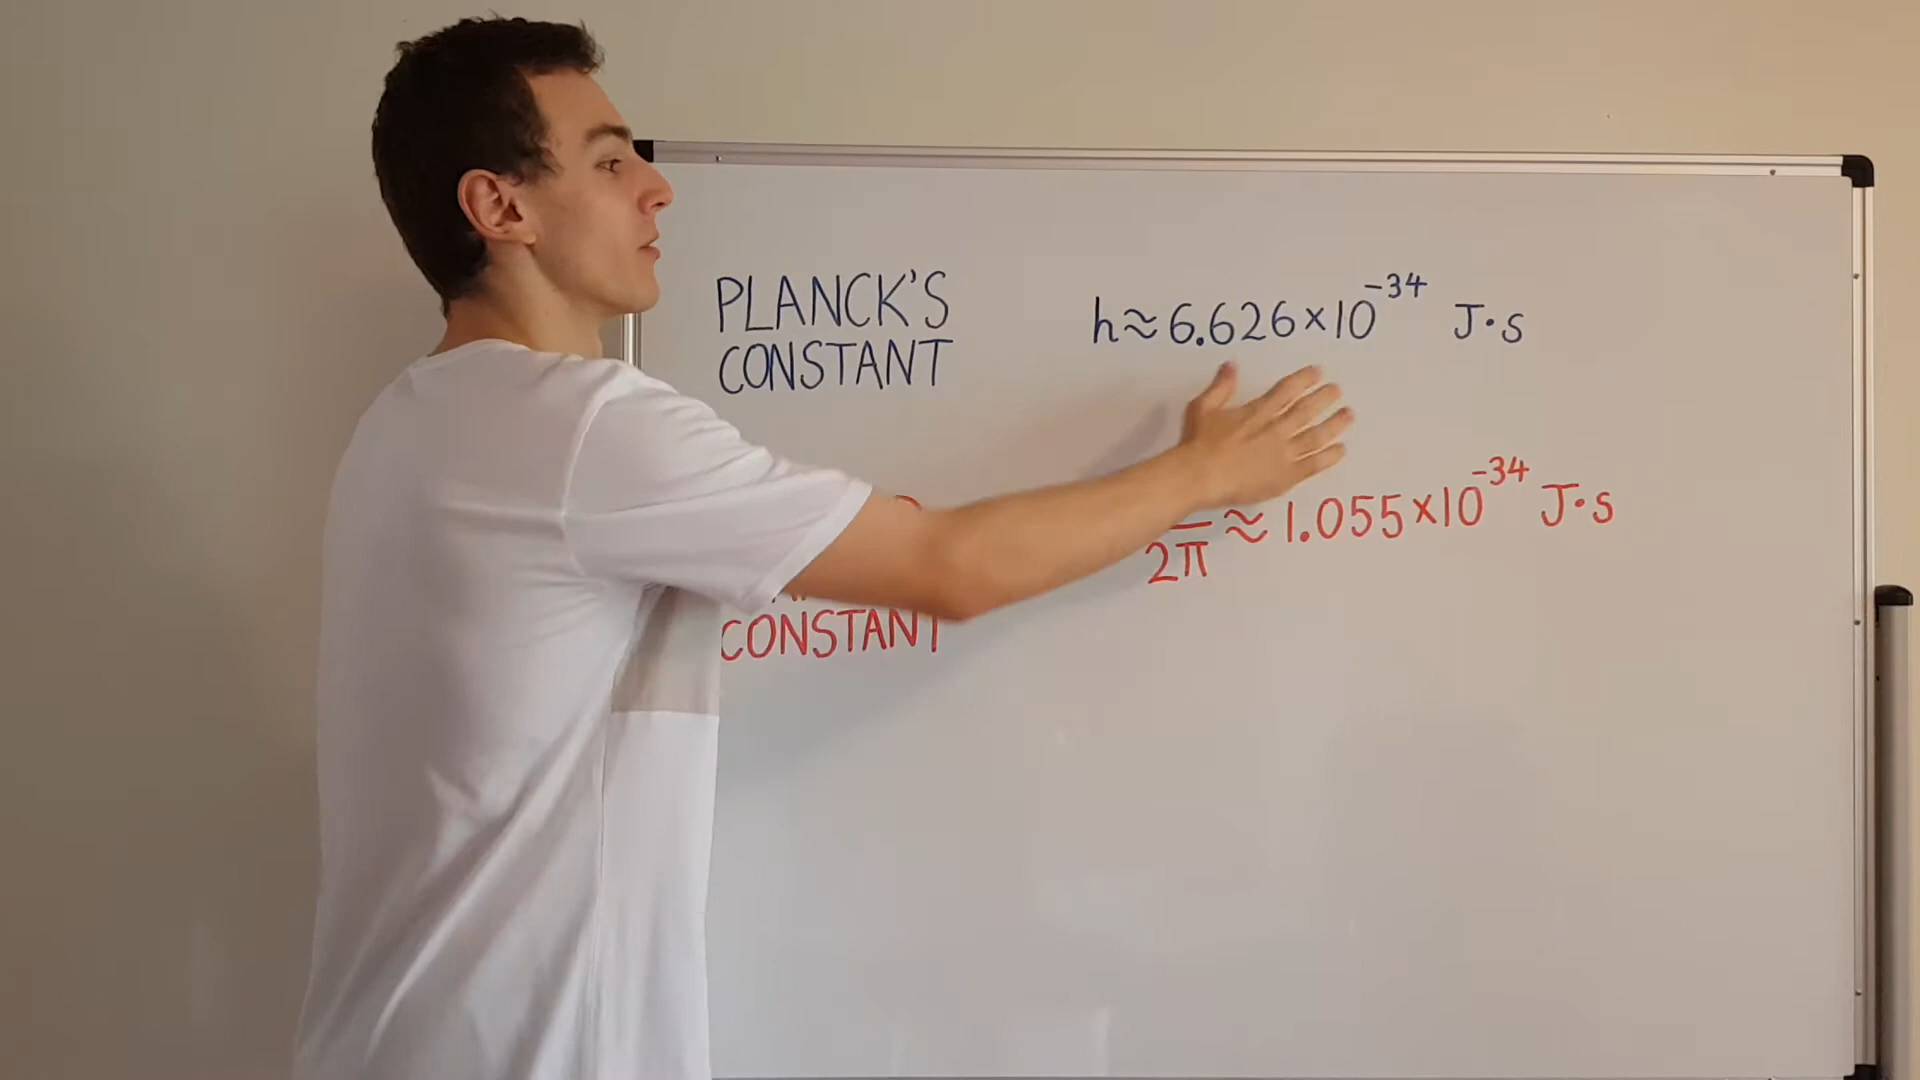 PLANCK'S
CONSTANT
h≈6.626×10⁻³⁴ J·s
2π ≈1.055×10⁻³⁴ J·s
CONSTANT